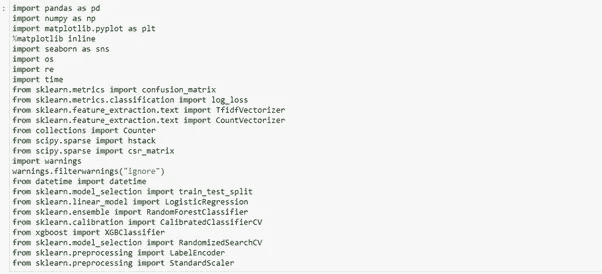 :
import pandas as pd
import numpy as np
import matplotlib.pyplot as plt
%matplotlib inline
import seaborn as sns
import os
import re
import time
from sklearn.metrics import confusion_matrix
from sklearn.metrics.classification import log_loss
from sklearn.feature_extraction.text import TfidfVectorizer
from sklearn.feature_extraction.text import CountVectorizer
from collections import Counter
from scipy.sparse import hstack
from scipy.sparse import csr_matrix
import warnings
warnings.filterwarnings("ignore")
from datetime import datetime
from sklearn.model_selection import train_test_split
from sklearn.linear_model import LogisticRegression
from sklearn.ensemble import RandomForestClassifier
from sklearn.calibration import CalibratedClassifierCV
from xgboost import XGBClassifier
from sklearn.model_selection import RandomizedSearchCV
from sklearn.preprocessing import LabelEncoder
from sklearn.preprocessing import StandardScaler